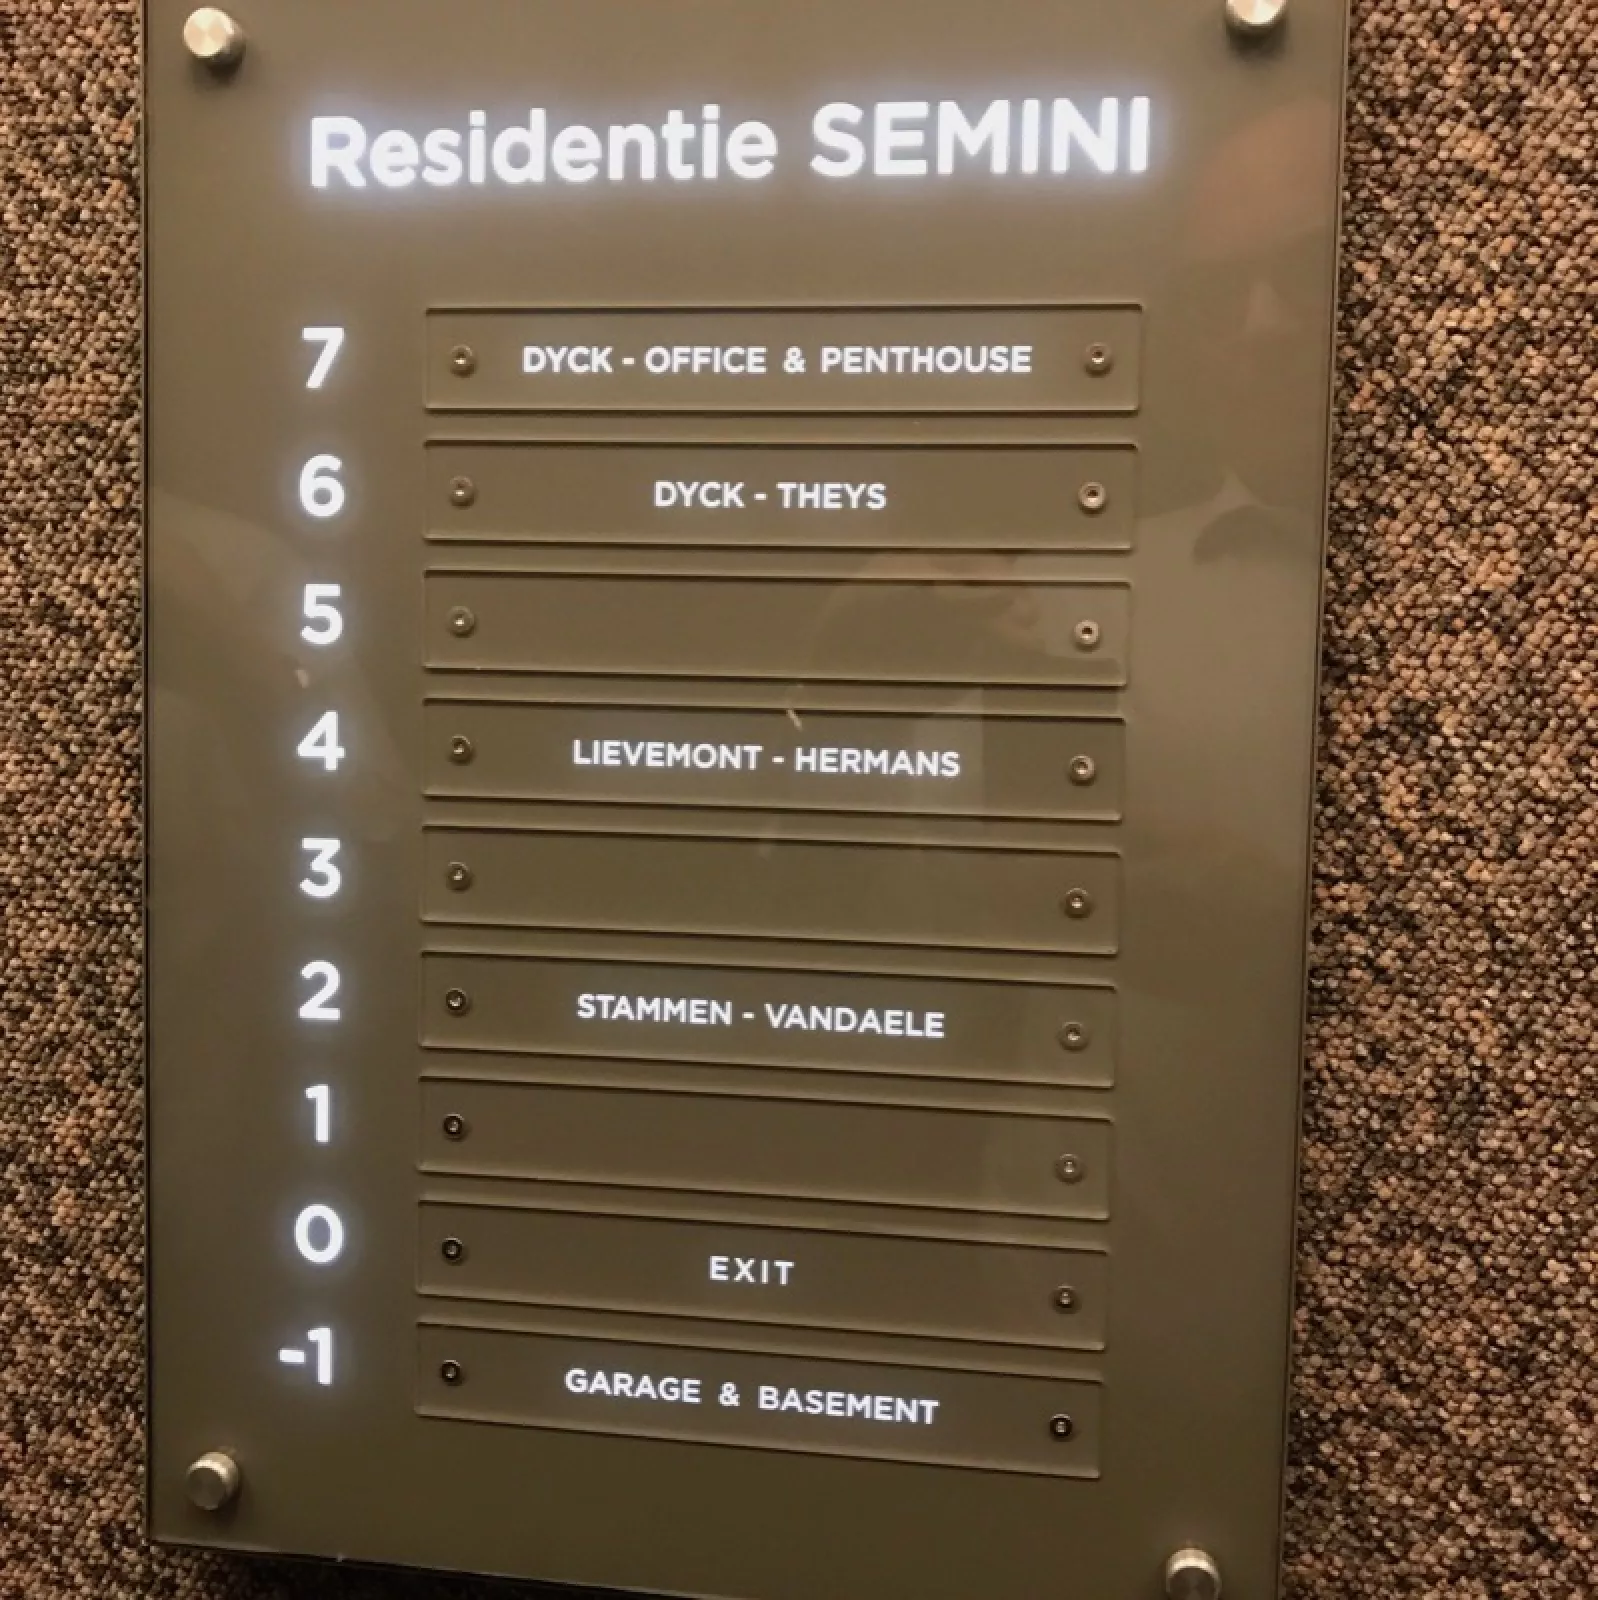 Residentie SEMINI
7 DYCK - OFFICE & PENTHOUSE
6 DYCK - THEYS
5
4 LIEVEMONT - HERMANS
3
2 STAMMEN - VANDAELE
1
0 EXIT
-1 GARAGE & BASEMENT